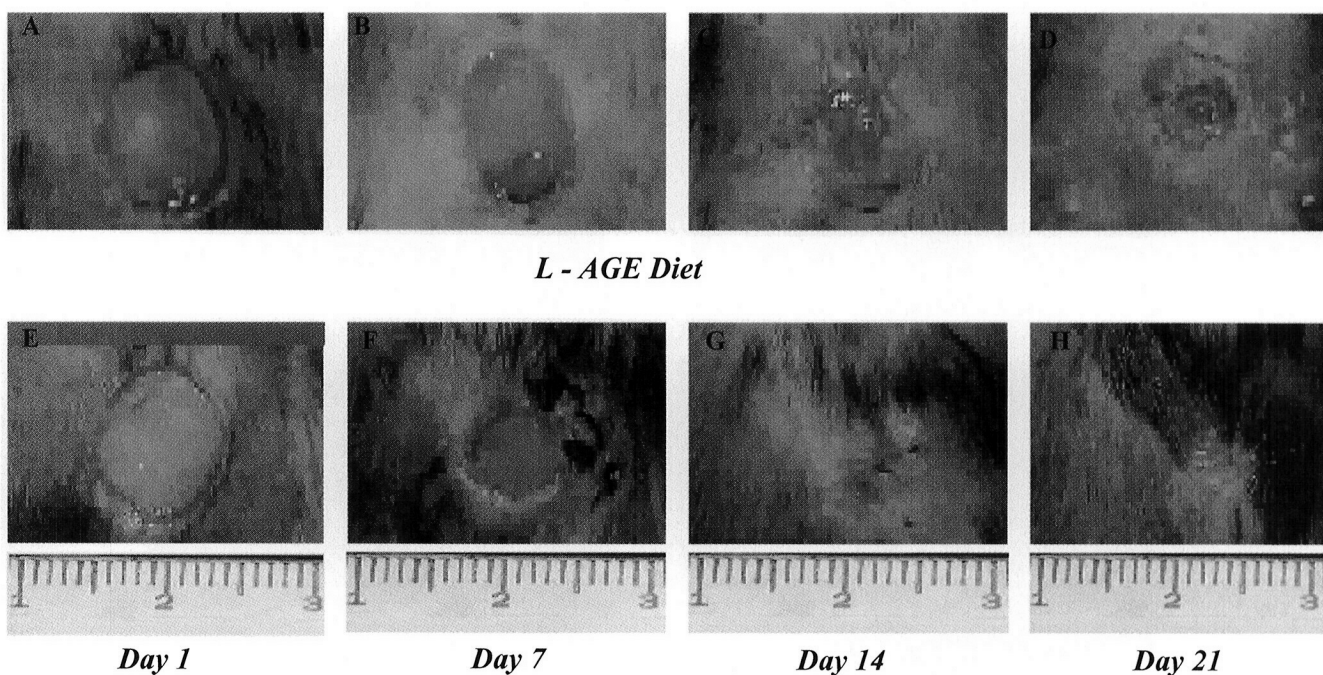 A B C D
L - AGE Diet
E F G H
1 2 3 1 2 3 1 2 3 1 2 3
Day 1 Day 7 Day 14 Day 21